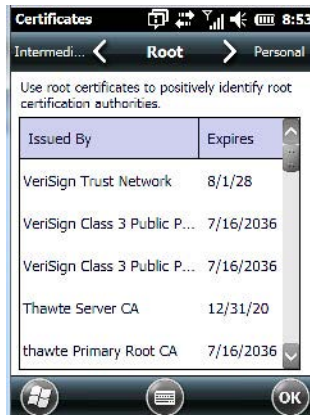 Certificates 8:53
Intermedi... Root Personal
Use root certificates to positively identify root
certification authorities.
Issued By Expires
VeriSign Trust Network 8/1/28
VeriSign Class 3 Public P... 7/16/2036
VeriSign Class 3 Public P... 7/16/2036
Thawte Server CA 12/31/20
thawte Primary Root CA 7/16/2036
OK